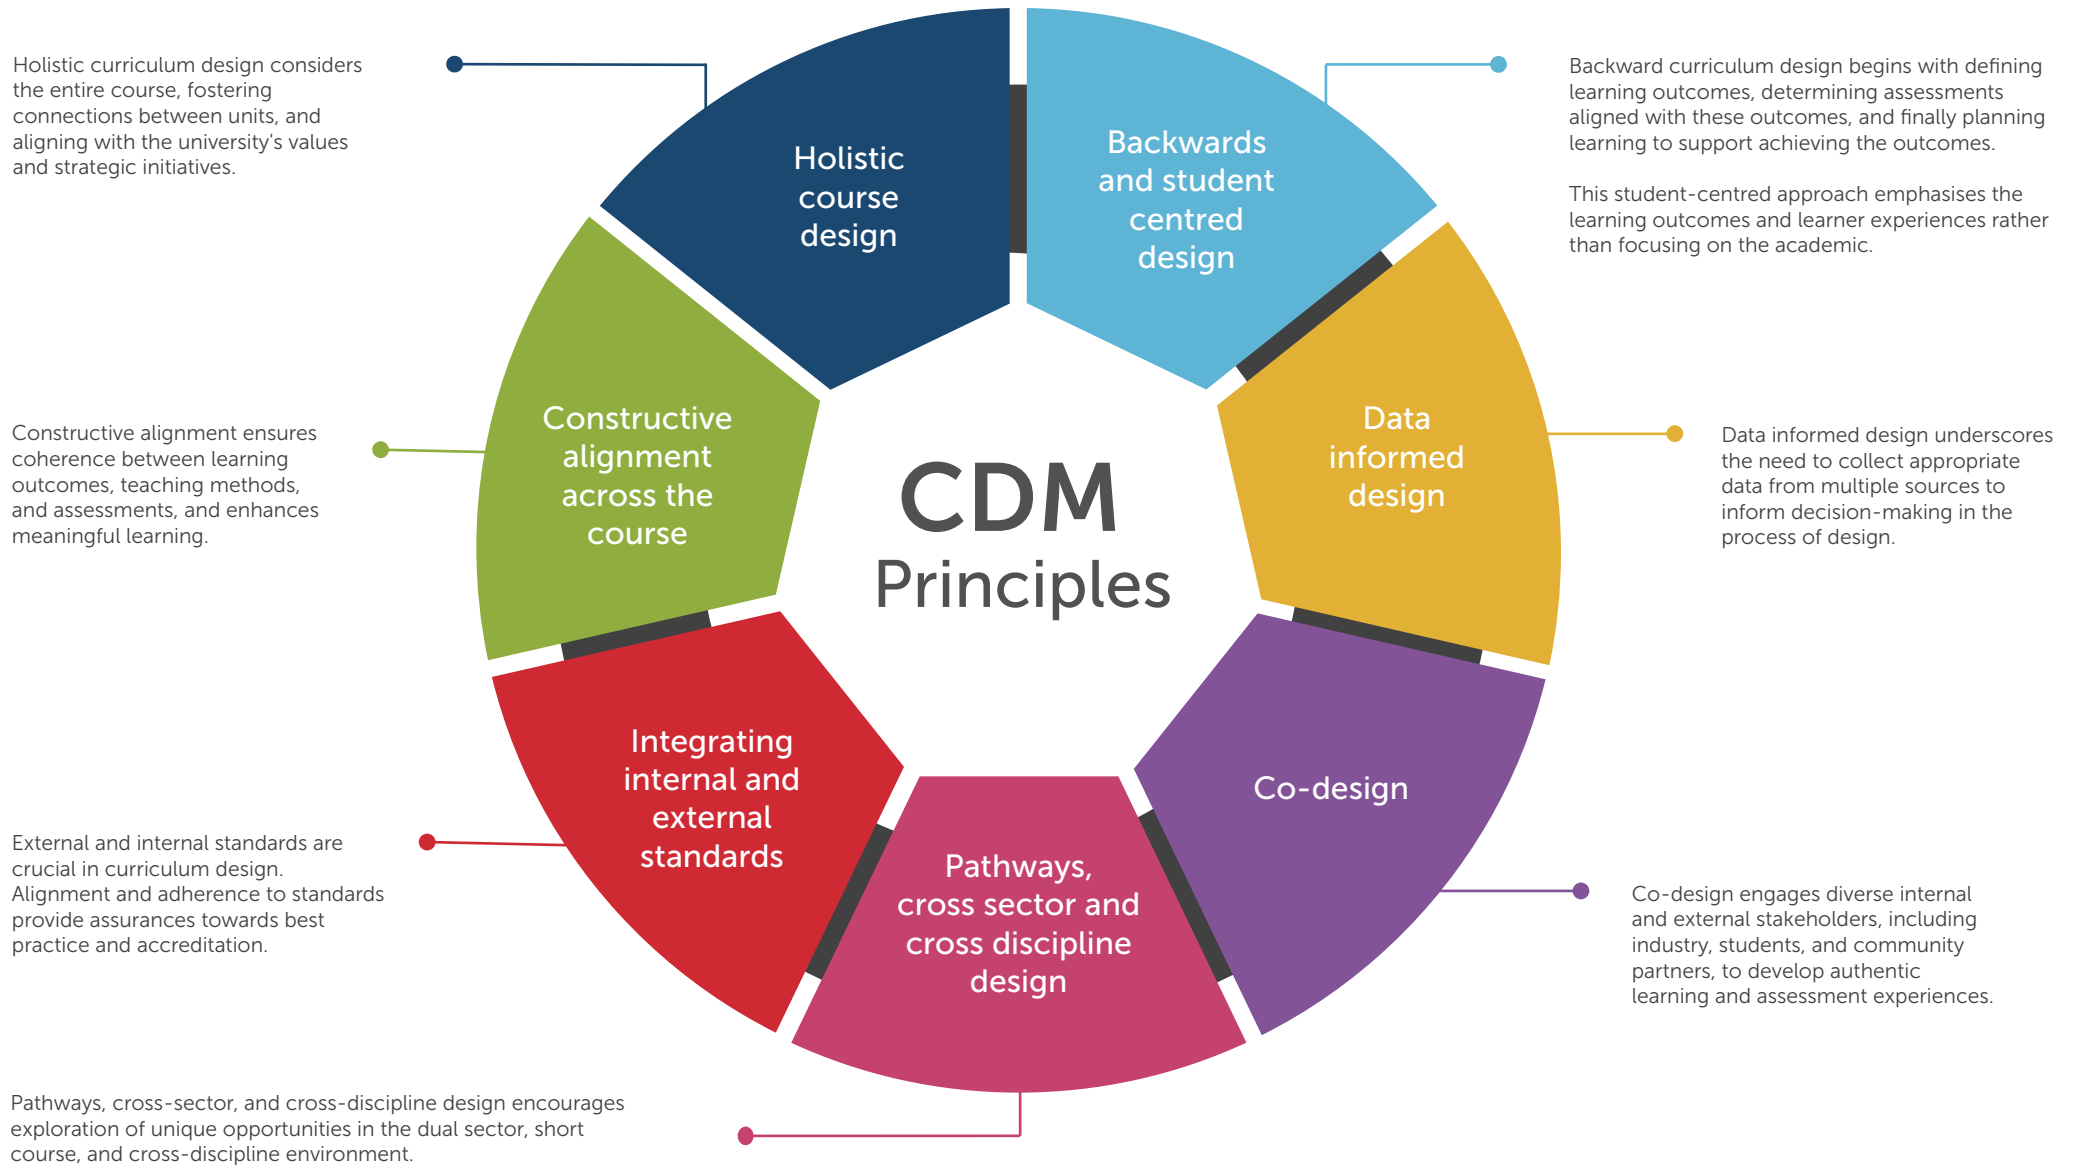 Holistic curriculum design considers
the entire course, fostering
connections between units, and
aligning with the university's values
and strategic initiatives.
Holistic
course
design
Backwards
and student
centred
design
Backward curriculum design begins with defining
learning outcomes, determining assessments
aligned with these outcomes, and finally planning
learning to support achieving the outcomes.
This student-centred approach emphasises the
learning outcomes and learner experiences rather
than focusing on the academic.
Constructive alignment ensures
coherence between learning
outcomes, teaching methods,
and assessments, and enhances
meaningful learning.
Constructive
alignment
across the
course
CDM
Principles
Data
informed
design
Data informed design underscores
the need to collect appropriate
data from multiple sources to
inform decision-making in the
process of design.
External and internal standards are
crucial in curriculum design.
Alignment and adherence to standards
provide assurances towards best
practice and accreditation.
Integrating
internal and
external
standards
Pathways,
cross sector and
cross discipline
design
Co-design
Co-design engages diverse internal
and external stakeholders, including
industry, students, and community
partners, to develop authentic
learning and assessment experiences.
Pathways, cross-sector, and cross-discipline design encourages
exploration of unique opportunities in the dual sector, short
course, and cross-discipline environment.